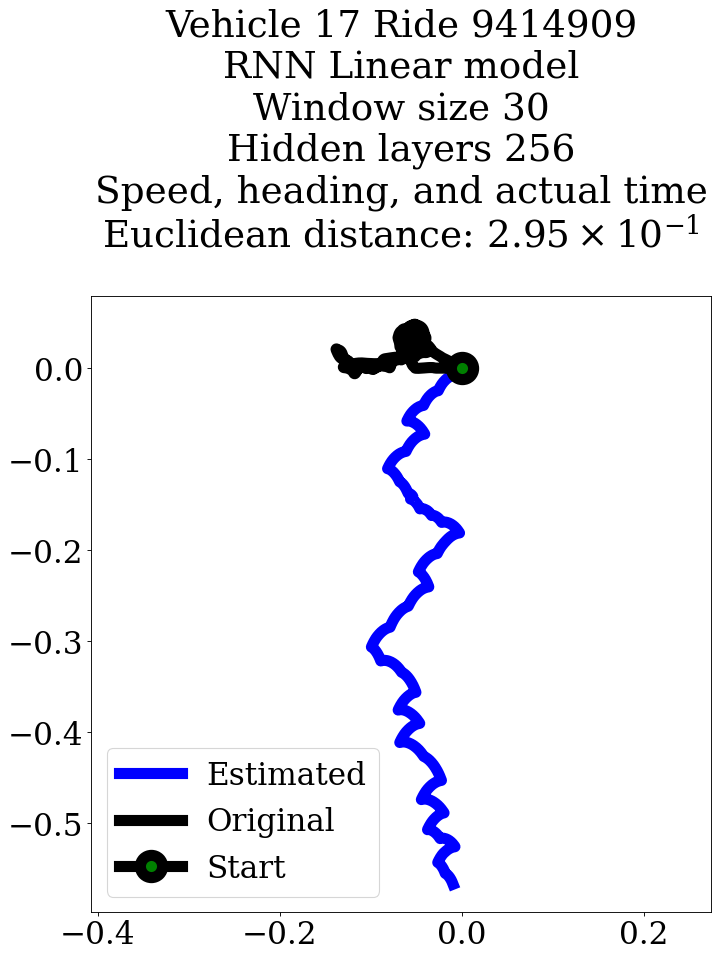 Vehicle 17 Ride 9414909
RNN Linear model
Window size 30
Hidden layers 256
Speed, heading, and actual time
Euclidean distance: 2.95 × 10⁻¹
0.0
−0.1
−0.2
−0.3
−0.4
−0.5
Estimated
Original
Start
−0.4 −0.2 0.0 0.2